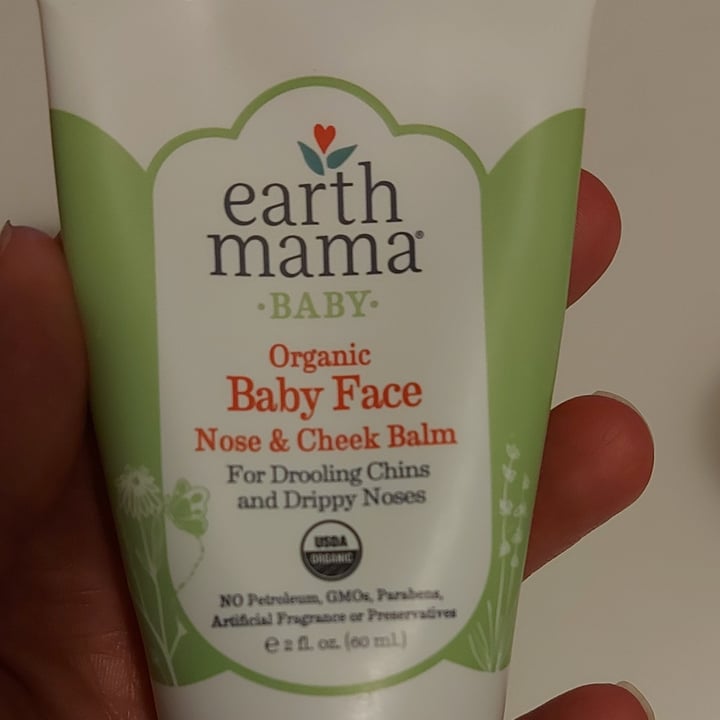 earth
mama®
·BABY·
Organic
Baby Face
Nose & Cheek Balm
For Drooling Chins
and Drippy Noses
USDA
ORGANIC
NO Petroleum, GMOs, Parabens,
Artificial Fragrance or Preservatives
℮ 2 fl. oz. (60 mL)